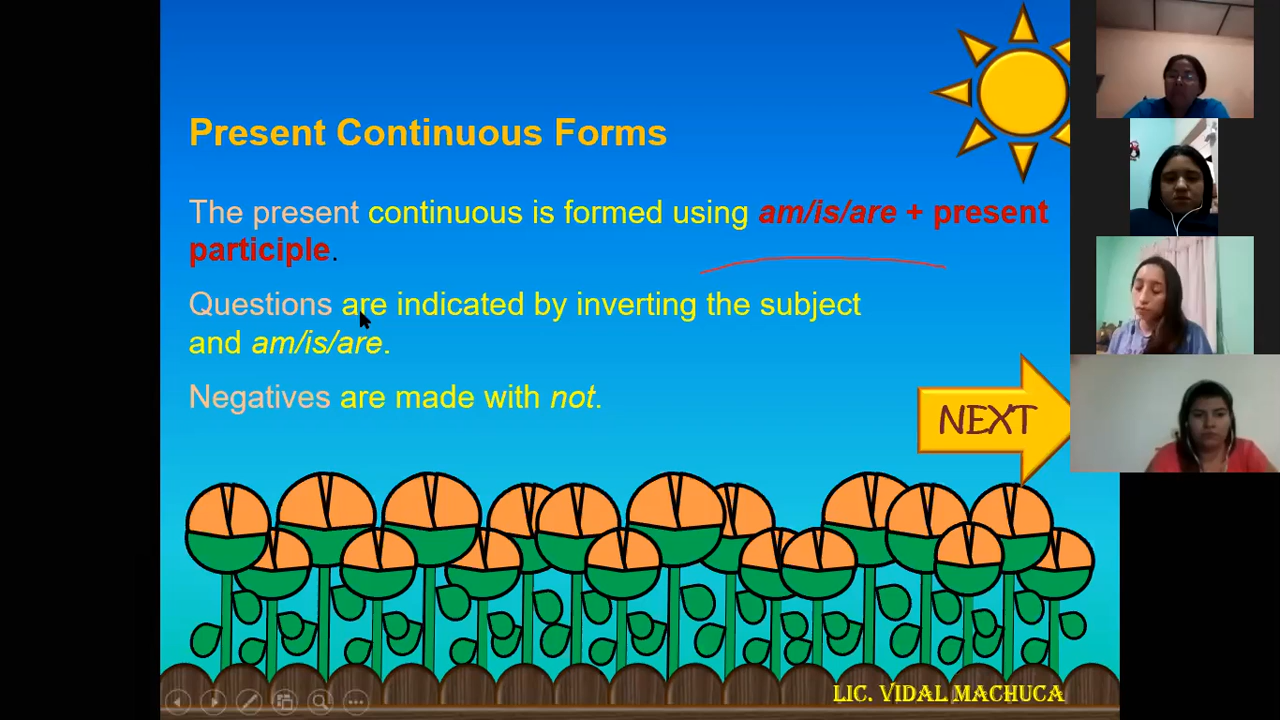 Present Continuous Forms
The present continuous is formed using am/is/are + present
participle.
Questions are indicated by inverting the subject
and am/is/are.
Negatives are made with not.
NEXT
LIC. VIDAL MACHUCA